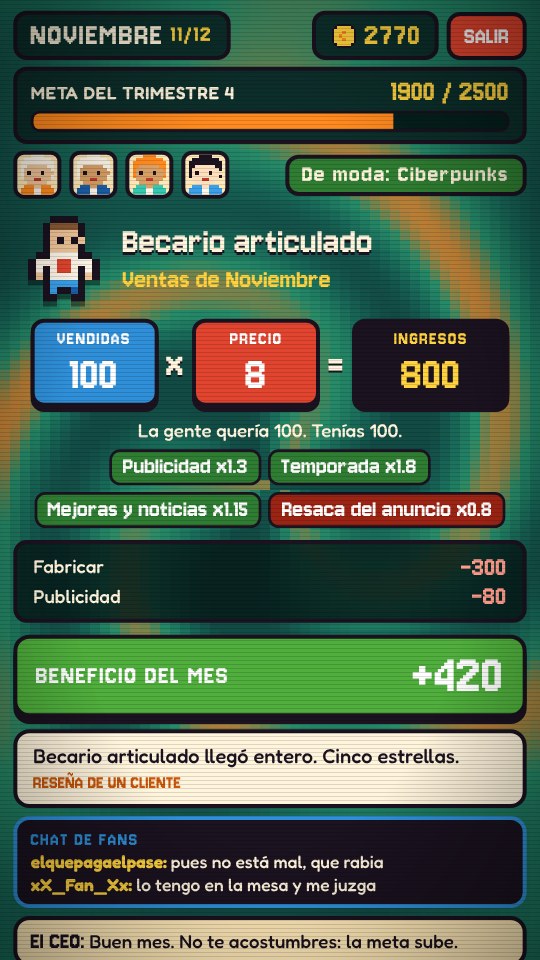 NOVIEMBRE 11/12
2770
SALIR
META DEL TRIMESTRE 4
1900 / 2500
De moda: Ciberpunks
Becario articulado
Ventas de Noviembre
VENDIDAS
100
x
PRECIO
8
=
INGRESOS
800
La gente quería 100. Tenías 100.
Publicidad x1.3
Temporada x1.8
Mejoras y noticias x1.15
Resaca del anuncio x0.8
Fabricar
-300
Publicidad
-80
BENEFICIO DEL MES
+420
Becario articulado llegó entero. Cinco estrellas.
RESEÑA DE UN CLIENTE
CHAT DE FANS
elquepagaelpase: pues no está mal, que rabia
xX_Fan_Xx: lo tengo en la mesa y me juzga
El CEO: Buen mes. No te acostumbres: la meta sube.